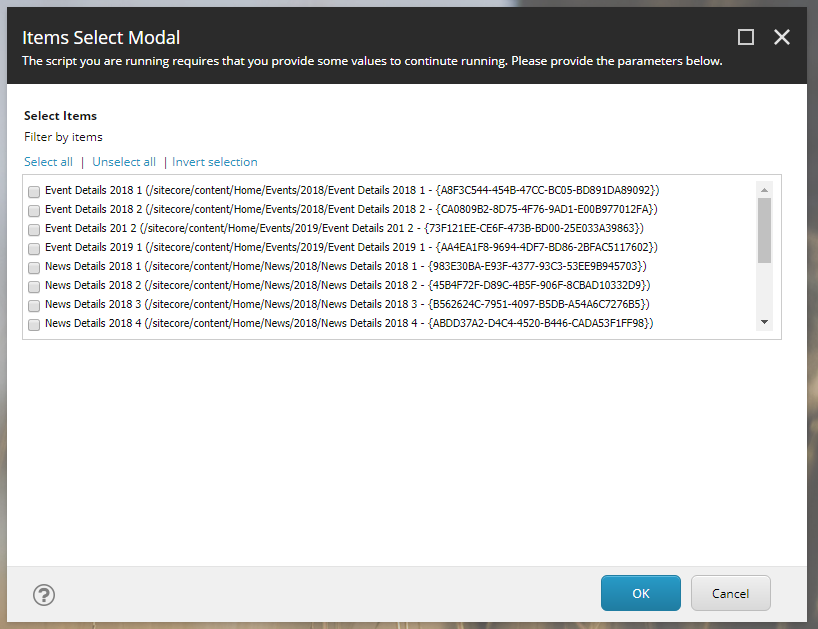 Items Select Modal
The script you are running requires that you provide some values to continute running. Please provide the parameters below.
Select Items
Filter by items
Select all | Unselect all | Invert selection
Event Details 2018 1 (/sitecore/content/Home/Events/2018/Event Details 2018 1 - {A8F3C544-454B-47CC-BC05-BD891DA89092})
Event Details 2018 2 (/sitecore/content/Home/Events/2018/Event Details 2018 2 - {CA0809B2-8D75-4F76-9AD1-E00B977012FA})
Event Details 201 2 (/sitecore/content/Home/Events/2019/Event Details 201 2 - {73F121EE-CE6F-473B-BD00-25E033A39863})
Event Details 2019 1 (/sitecore/content/Home/Events/2019/Event Details 2019 1 - {AA4EA1F8-9694-4DF7-BD86-2BFAC5117602})
News Details 2018 1 (/sitecore/content/Home/News/2018/News Details 2018 1 - {983E30BA-E93F-4377-93C3-53EE9B945703})
News Details 2018 2 (/sitecore/content/Home/News/2018/News Details 2018 2 - {45B4F72F-D89C-4B5F-906F-8CBAD10332D9})
News Details 2018 3 (/sitecore/content/Home/News/2018/News Details 2018 3 - {B562624C-7951-4097-B5DB-A54A6C7276B5})
News Details 2018 4 (/sitecore/content/Home/News/2018/News Details 2018 4 - {ABDD37A2-D4C4-4520-B446-CADA53F1FF98})
?
OK
Cancel